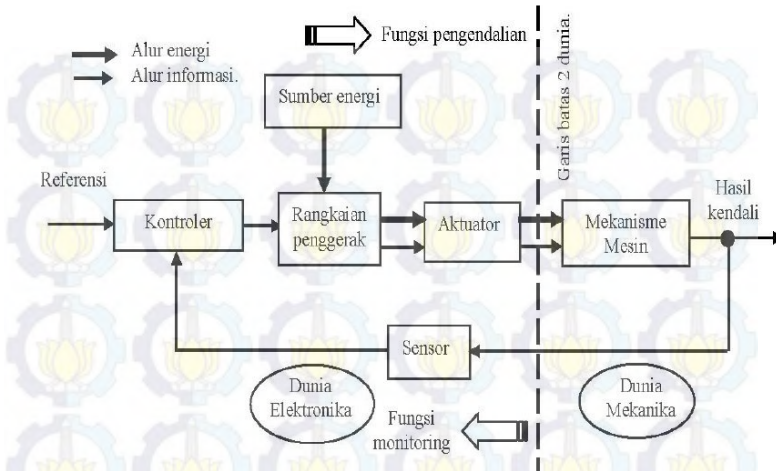 Fungsi pengendalian
Garis batas 2 dunia.
Alur energi
Alur informasi.
Sumber energi
Referensi
Kontroler
Rangkaian
penggerak
Aktuator
Mekanisme
Mesin
Hasil
kendali
Sensor
Dunia
Elektronika
Dunia
Mekanika
Fungsi
monitoring